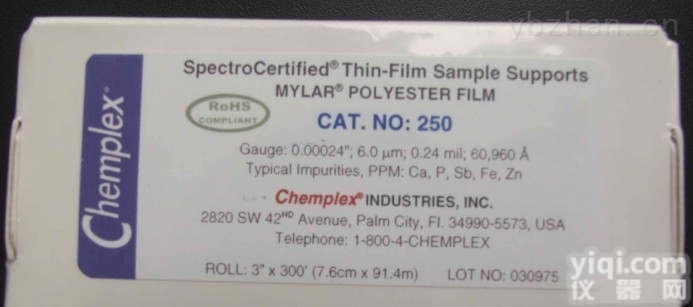 ybzhan.cn
Chemplex®
SpectroCertified® Thin-Film Sample Supports
MYLAR® POLYESTER FILM
RoHS
COMPLIANT
CAT. NO: 250
Gauge: 0.00024"; 6.0 µm; 0.24 mil; 60,960 Å
Typical Impurities, PPM: Ca, P, Sb, Fe, Zn
Chemplex® INDUSTRIES, INC.
2820 SW 42ND Avenue, Palm City, Fl. 34990-5573, USA
Telephone: 1-800-4-CHEMPLEX
ROLL: 3" x 300' (7.6cm x 91.4m) LOT NO: 030975
yiqi.com
仪器网